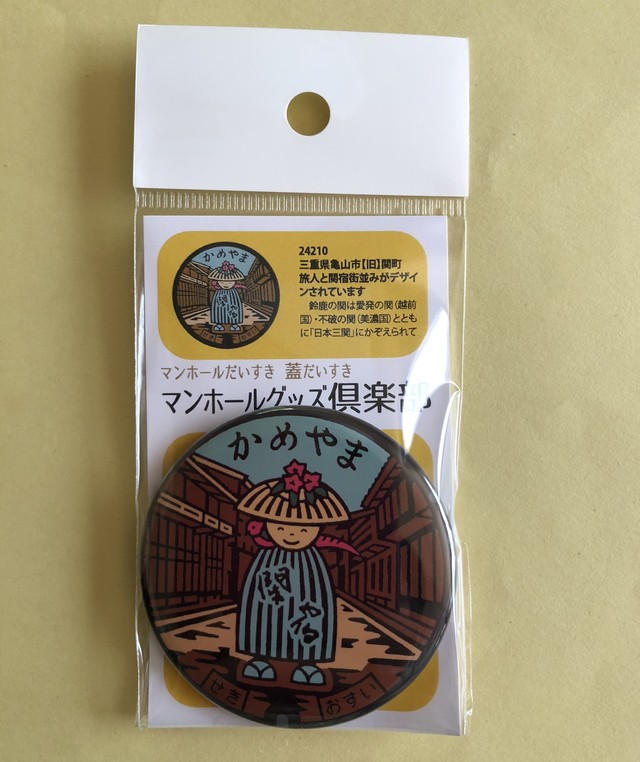 かめやま
24210
三重県亀山市【旧】関町
旅人と関宿街並みがデザイ
ンされています
鈴鹿の関は愛発の関（越前
国）・不破の関（美濃国）ととも
に「日本三関」にかぞえられて
マンホールだいすき 蓋だいすき
マンホールグッズ倶楽部
かめやま
関
宿
せき
おすい